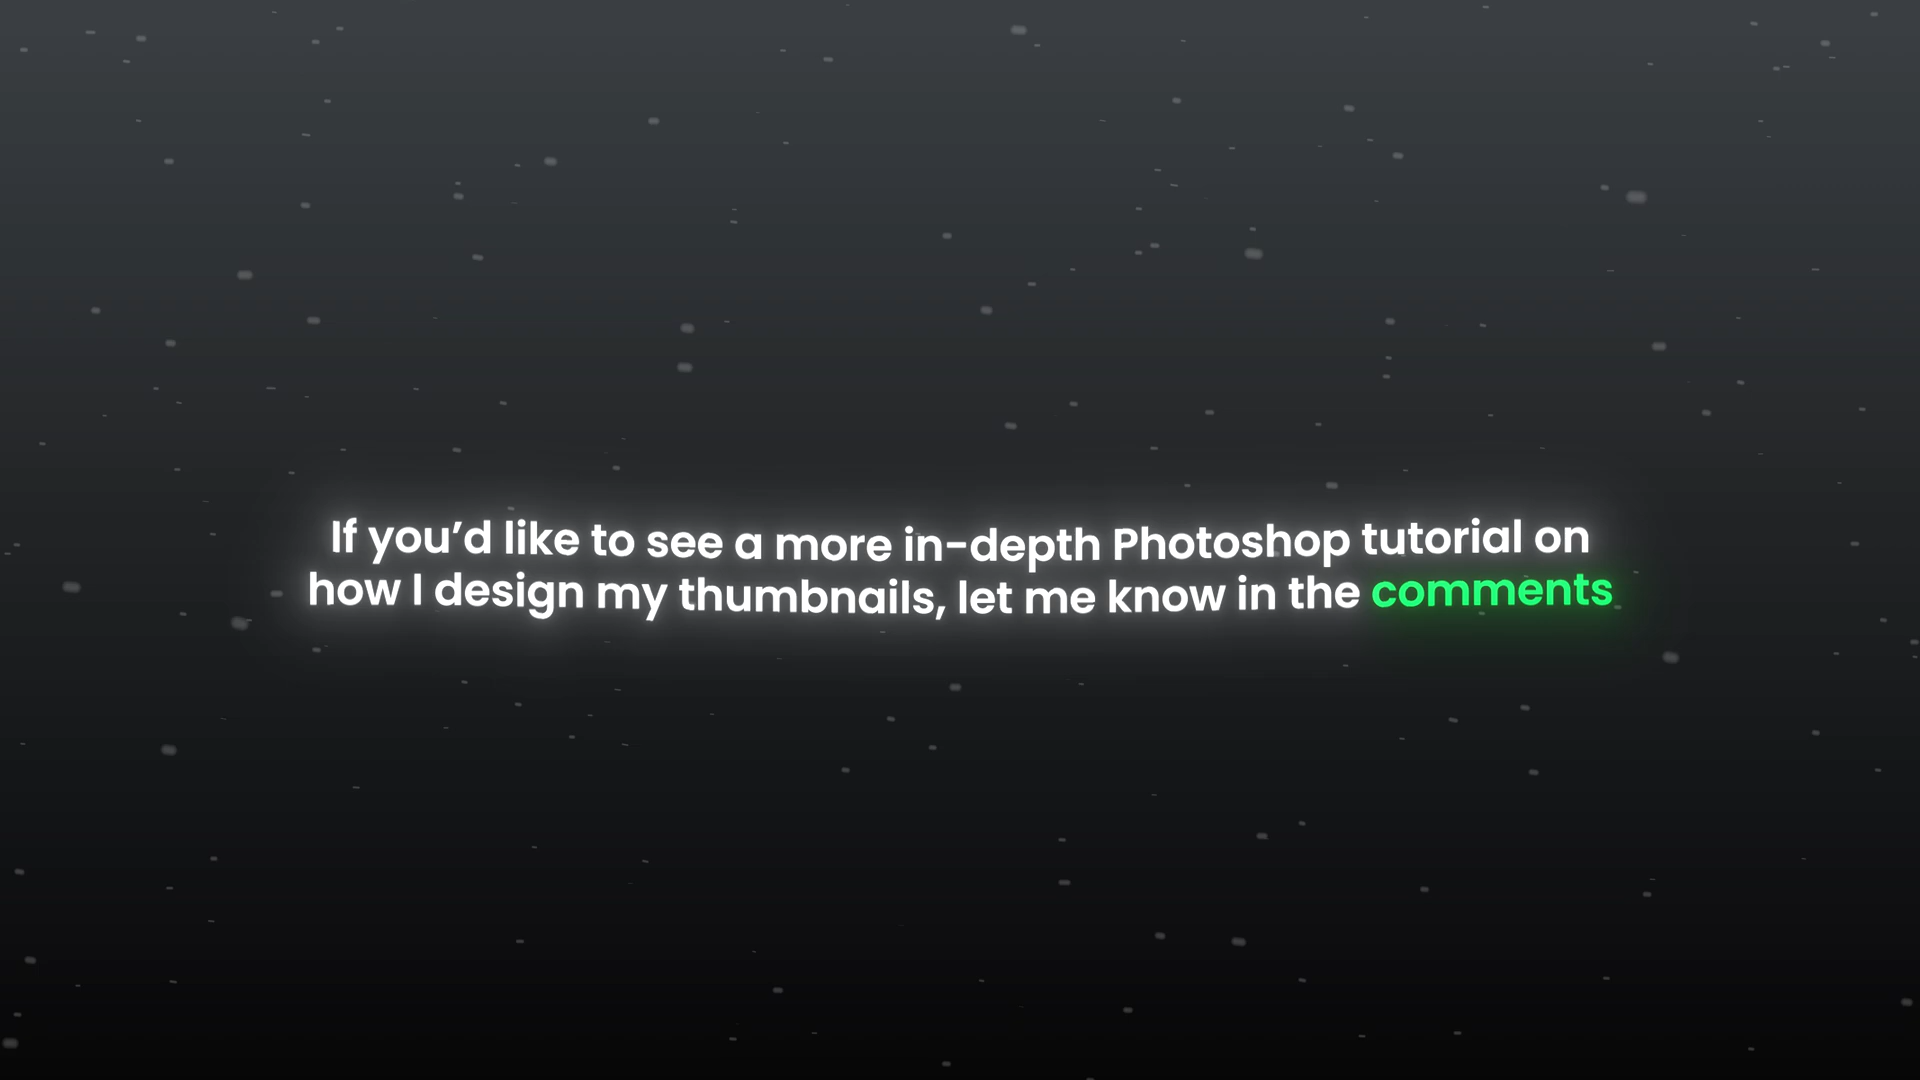 If you’d like to see a more in-depth Photoshop tutorial on
how I design my thumbnails, let me know in the comments